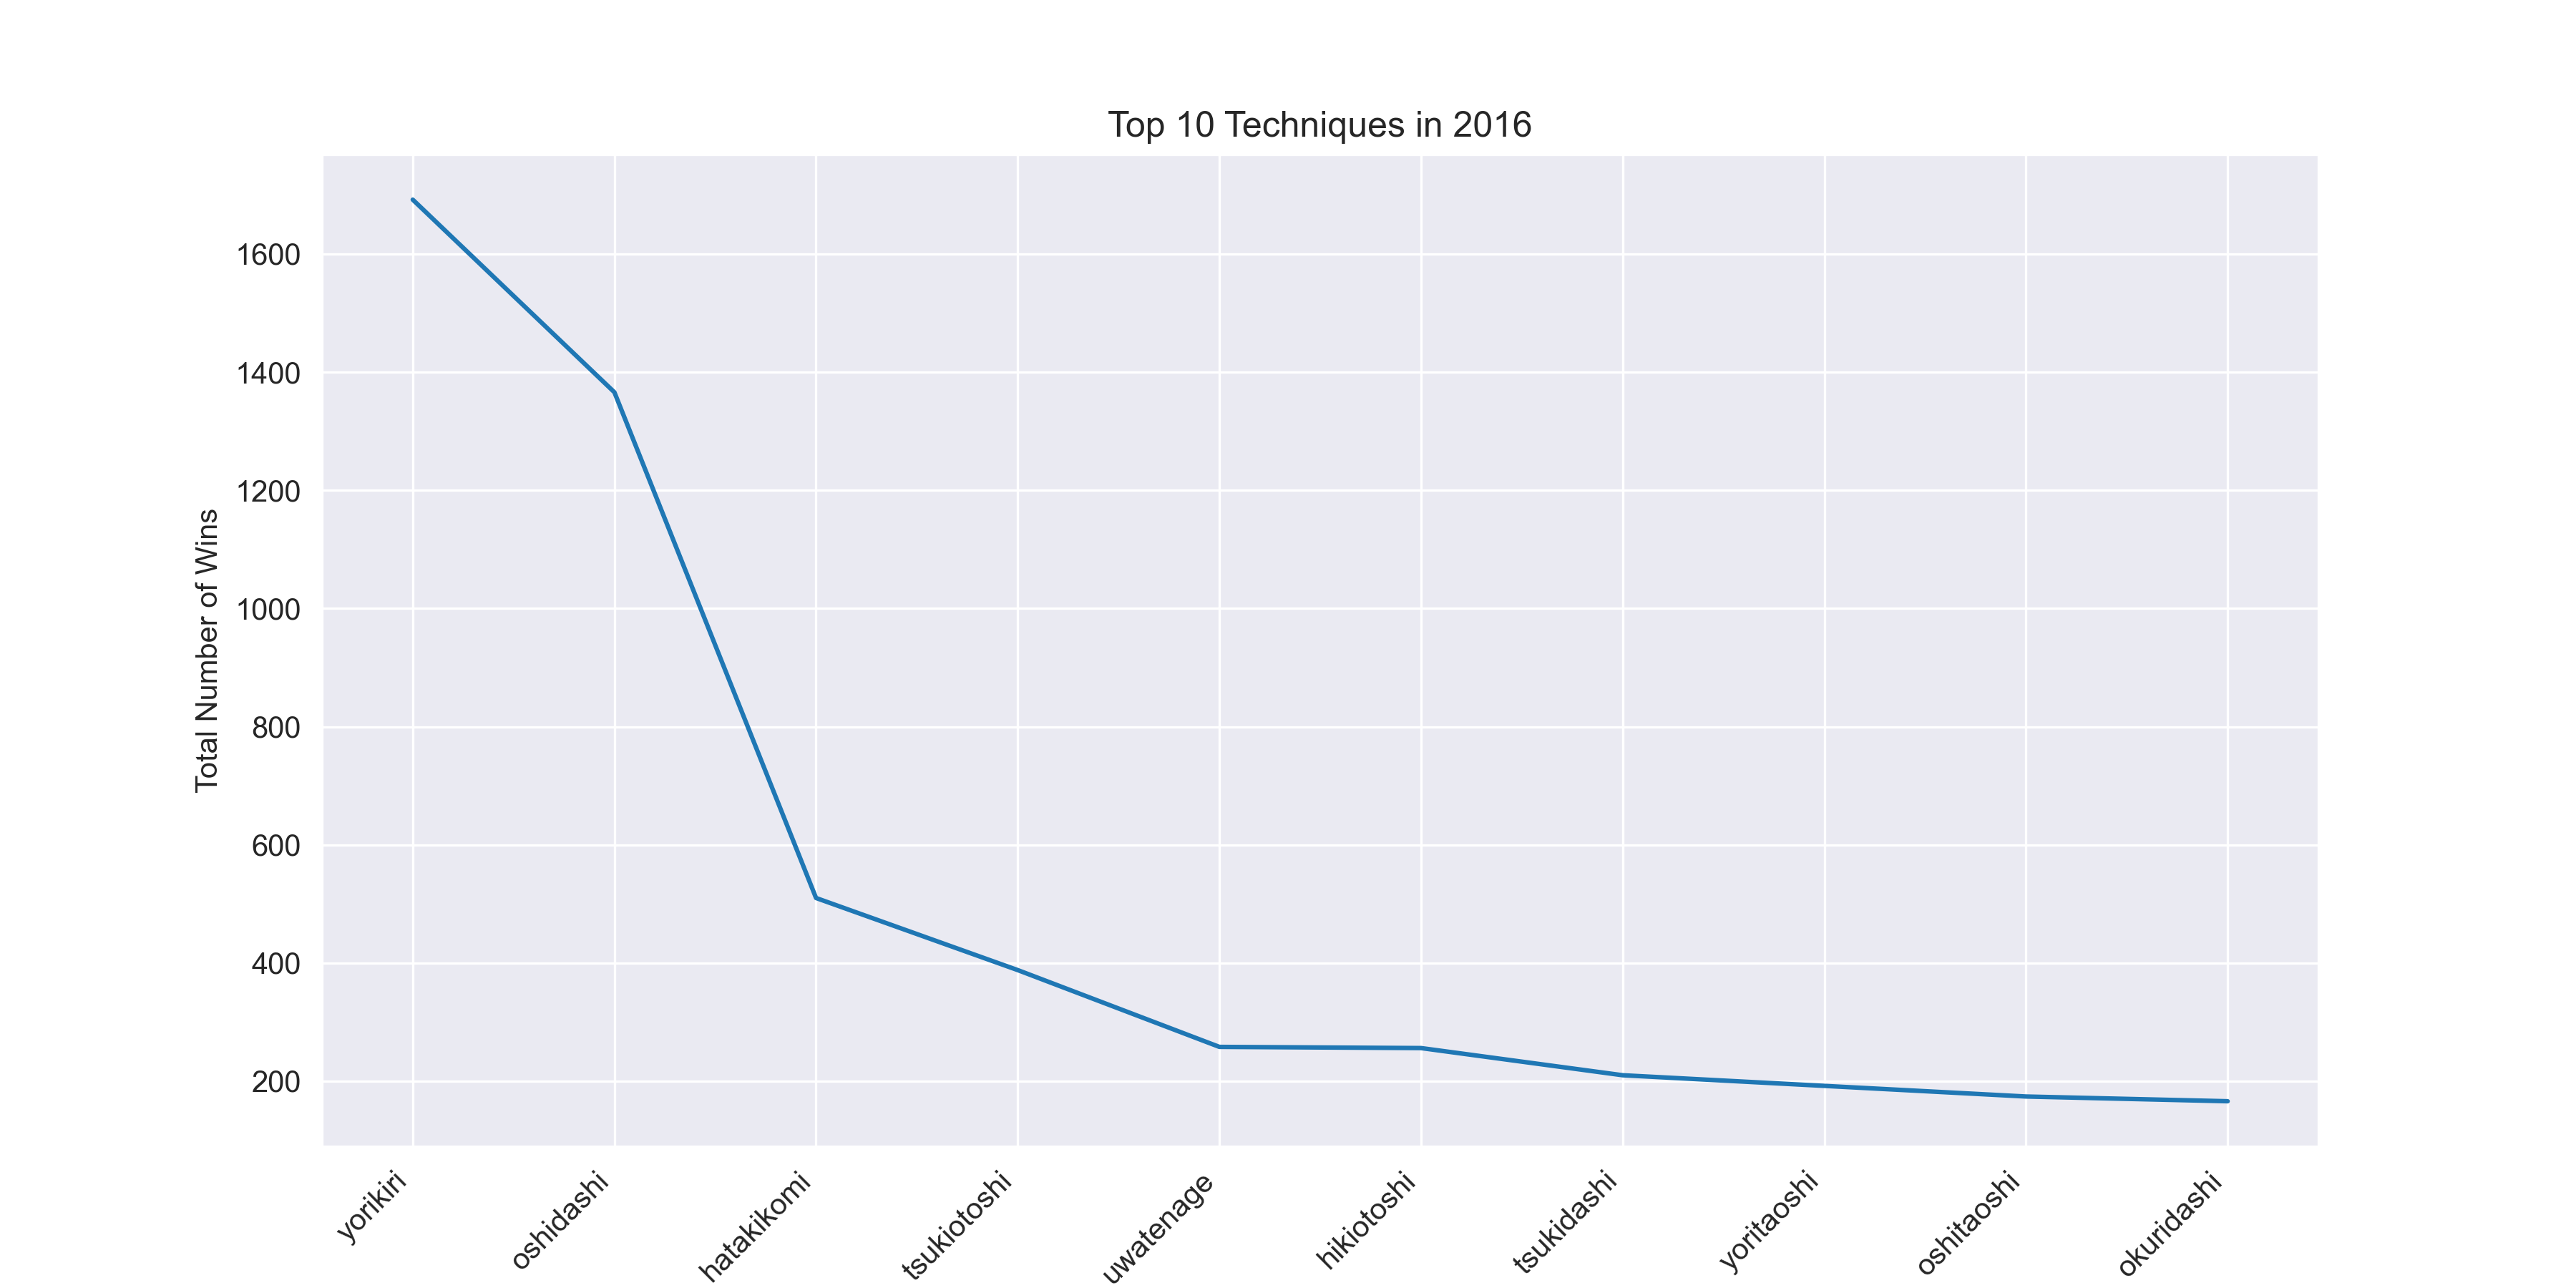 Top 10 Techniques in 2016
Total Number of Wins
1600
1400
1200
1000
800
600
400
200
yorikiri
oshidashi
hatakikomi
tsukiotoshi
uwatenage
hikiotoshi
tsukidashi
yoritaoshi
oshitaoshi
okuridashi